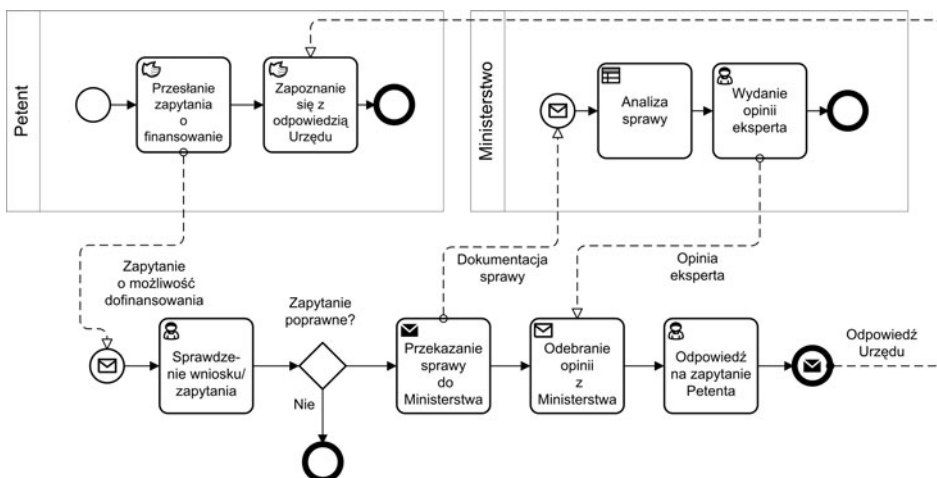 Petent
Przesłanie
zapytania
o
finansowanie
Zapoznanie
się z
odpowiedzią
Urzędu
Ministerstwo
Analiza
sprawy
Wydanie
opinii
eksperta
Zapytanie
o możliwość
dofinansowania
Dokumentacja
sprawy
Opinia
eksperta
Sprawdze-
nie wniosku/
zapytania
Zapytanie
poprawne?
Nie
Przekazanie
sprawy
do
Ministerstwa
Odebranie
opinii
z
Ministerstwa
Odpowiedź
na zapytanie
Petenta
Odpowiedź
Urzędu